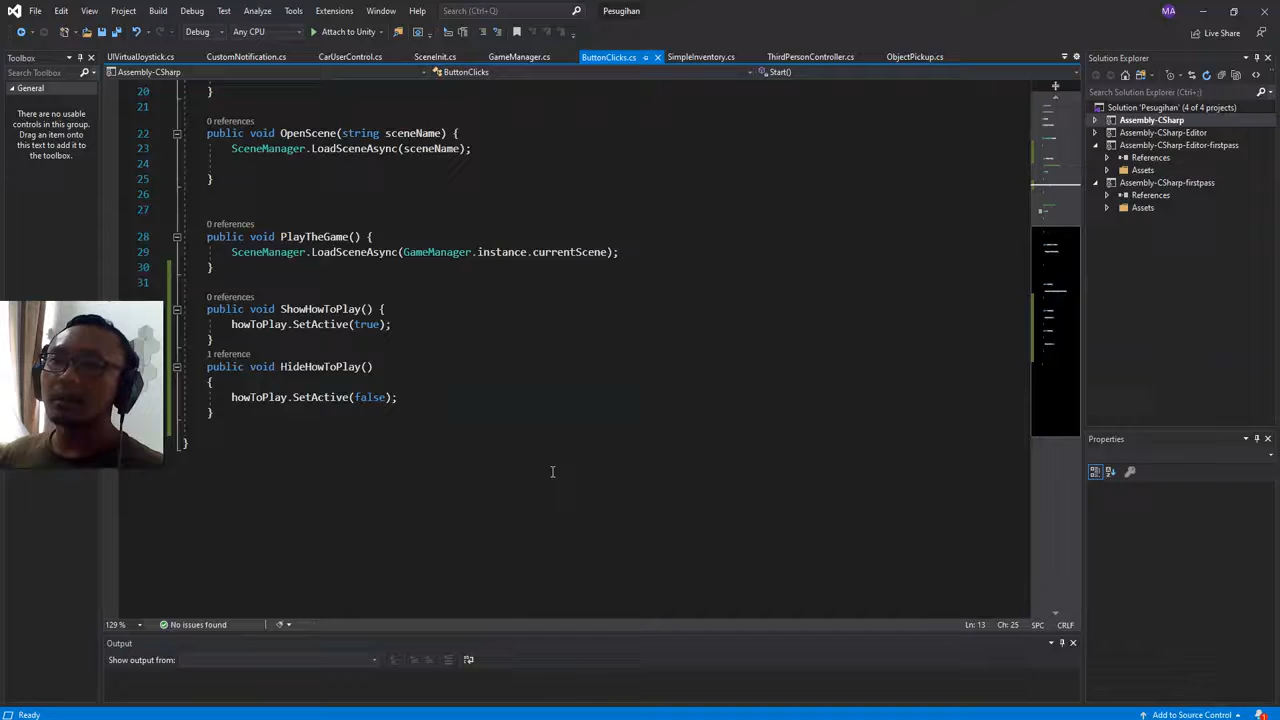 File Edit View Git Project Build Debug Test Analyze Tools Extensions Window Help Search (Ctrl+Q) Pesugihan MA
Debug Any CPU Attach to Unity Live Share
Toolbox
Search Toolbox
General
There are no usable controls in this group. Drag an item onto this text to add it to the toolbox.
UIVirtualJoystick.cs CustomNotification.cs CarUserControl.cs SceneInit.cs GameManager.cs ButtonClicks.cs SimpleInventory.cs ThirdPersonController.cs ObjectPickup.cs
Assembly-CSharp ButtonClicks Start()
20 }
21
0 references
22 public void OpenScene(string sceneName) {
23 SceneManager.LoadSceneAsync(sceneName);
24
25 }
26
27
0 references
28 public void PlayTheGame() {
29 SceneManager.LoadSceneAsync(GameManager.instance.currentScene);
30 }
31
0 references
public void ShowHowToPlay() {
howToPlay.SetActive(true);
}
1 reference
public void HideHowToPlay()
{
howToPlay.SetActive(false);
}
}
129 % No issues found Ln: 13 Ch: 25 SPC CRLF
Output
Show output from:
Solution Explorer
Search Solution Explorer (Ctrl+;)
Solution 'Pesugihan' (4 of 4 projects)
Assembly-CSharp
Assembly-CSharp-Editor
Assembly-CSharp-Editor-firstpass
References
Assets
Assembly-CSharp-firstpass
References
Assets
Properties
Ready Add to Source Control 1